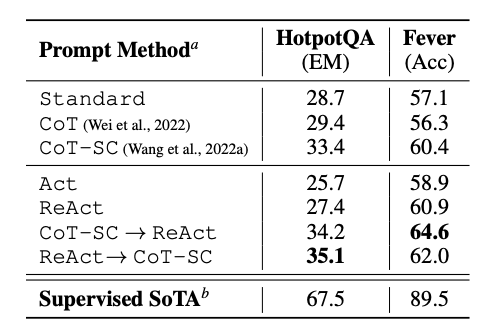 Prompt Method^a HotpotQA Fever
(EM) (Acc)
Standard 28.7 57.1
CoT (Wei et al., 2022) 29.4 56.3
CoT-SC (Wang et al., 2022a) 33.4 60.4
Act 25.7 58.9
ReAct 27.4 60.9
CoT-SC → ReAct 34.2 64.6
ReAct → CoT-SC 35.1 62.0
Supervised SoTA^b 67.5 89.5